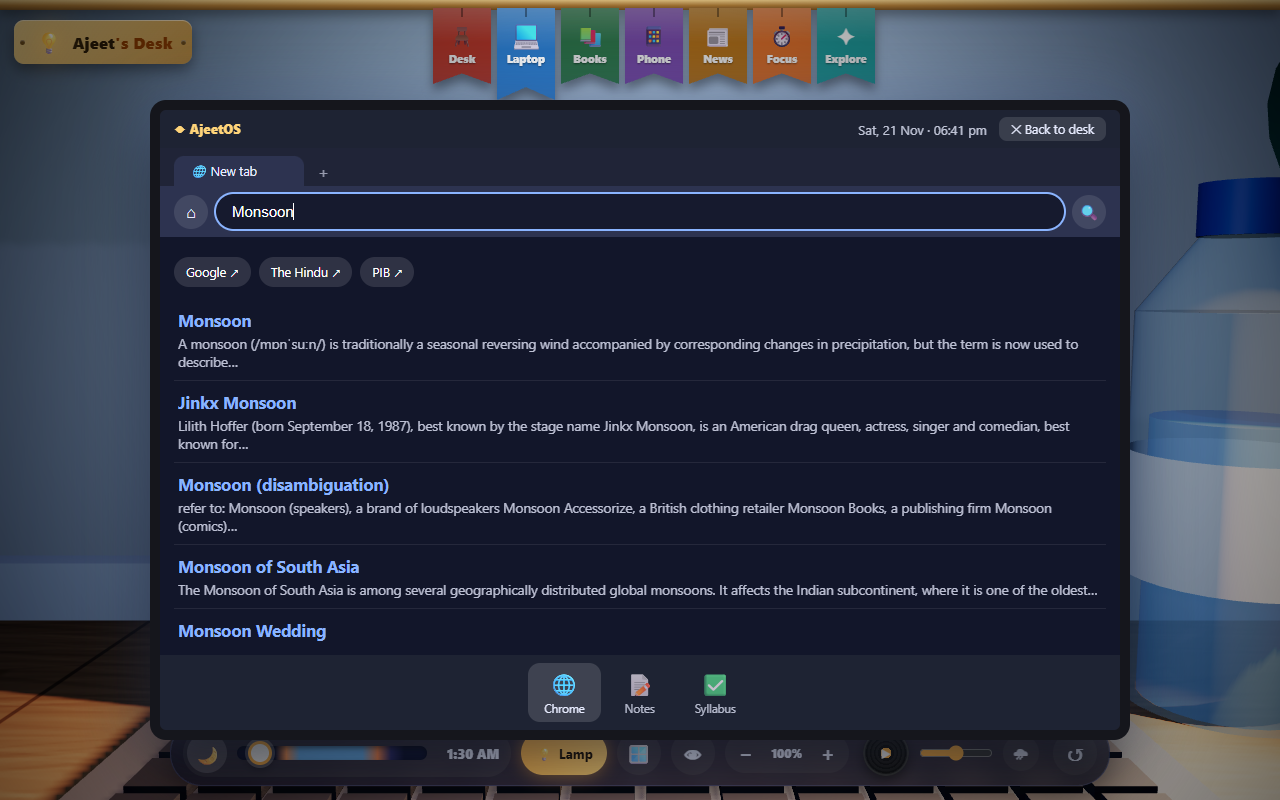 Ajeet's Desk
Desk
Laptop
Books
Phone
News
Focus
Explore
AjeetOS
Sat, 21 Nov · 06:41 pm
✕ Back to desk
New tab
+
Monsoon
Google ↗
The Hindu ↗
PIB ↗
Monsoon
A monsoon (/mɒnˈsuːn/) is traditionally a seasonal reversing wind accompanied by corresponding changes in precipitation, but the term is now used to
describe...
Jinkx Monsoon
Lilith Hoffer (born September 18, 1987), best known by the stage name Jinkx Monsoon, is an American drag queen, actress, singer and comedian, best
known for...
Monsoon (disambiguation)
refer to: Monsoon (speakers), a brand of loudspeakers Monsoon Accessorize, a British clothing retailer Monsoon Books, a publishing firm Monsoon
(comics)...
Monsoon of South Asia
The Monsoon of South Asia is among several geographically distributed global monsoons. It affects the Indian subcontinent, where it is one of the oldest...
Monsoon Wedding
Chrome
Notes
Syllabus
1:30 AM
Lamp
− 100% +